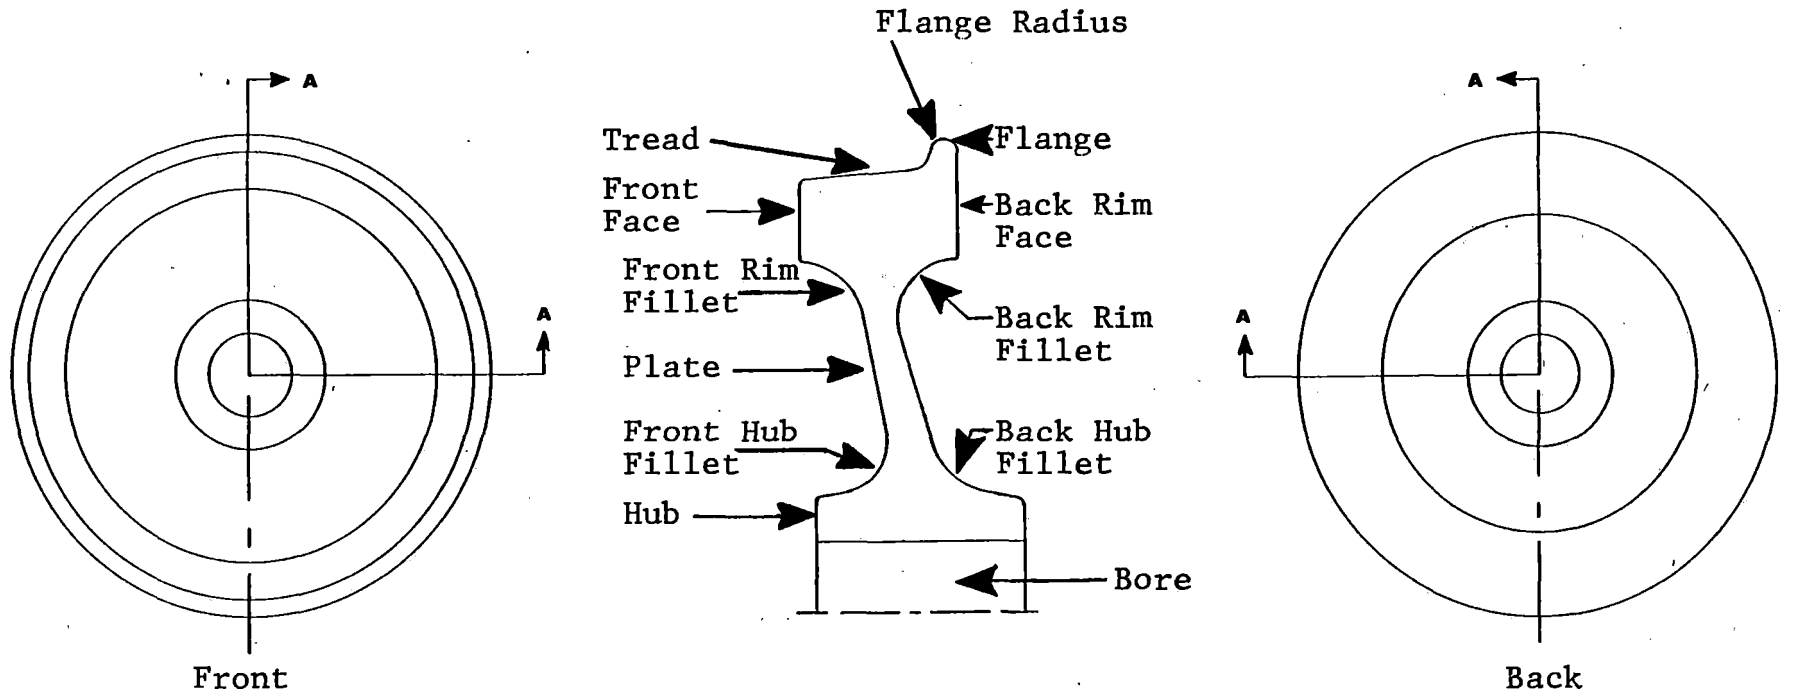 Flange Radius
A
A
Tread
Flange
Front
Face
Back Rim
Face
Front Rim
Fillet
A
A
Back Rim
Fillet
Plate
Front Hub
Fillet
Back Hub
Fillet
Hub
Bore
Front
Back